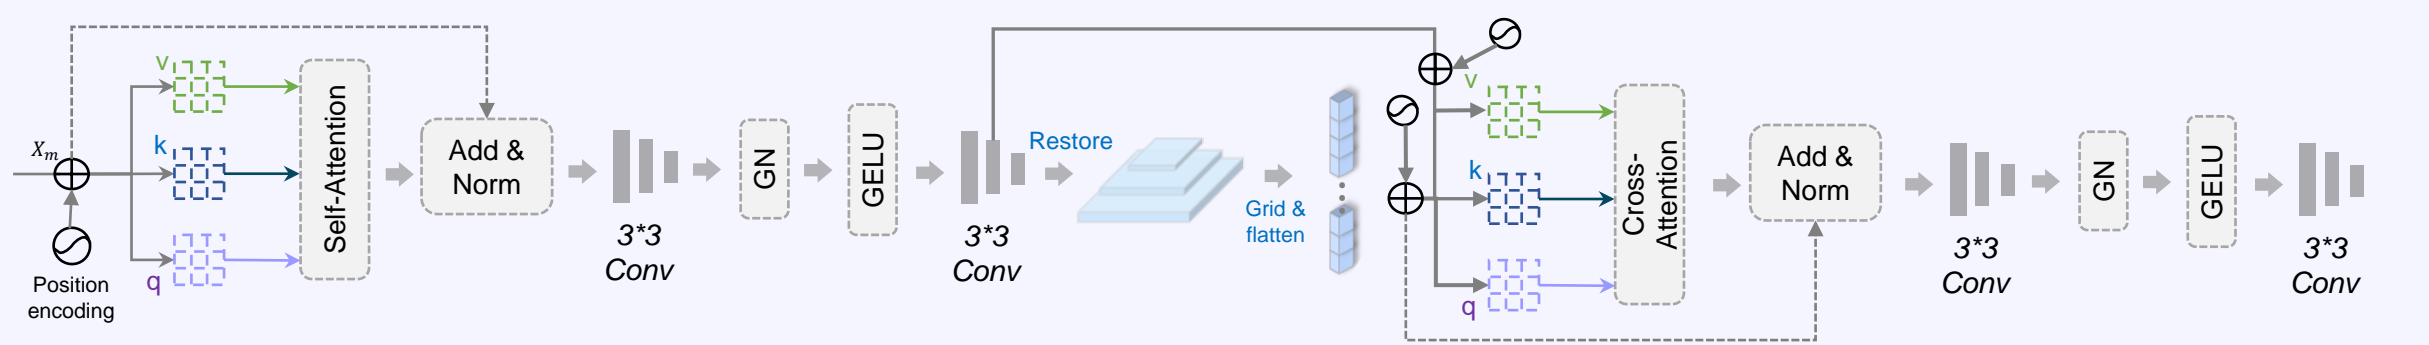 X_m
Position
encoding
v
k
q
Self-Attention
Add &
Norm
3*3
Conv
GN
GELU
3*3
Conv
Restore
Grid &
flatten
v
k
q
Cross-
Attention
Add &
Norm
3*3
Conv
GN
GELU
3*3
Conv